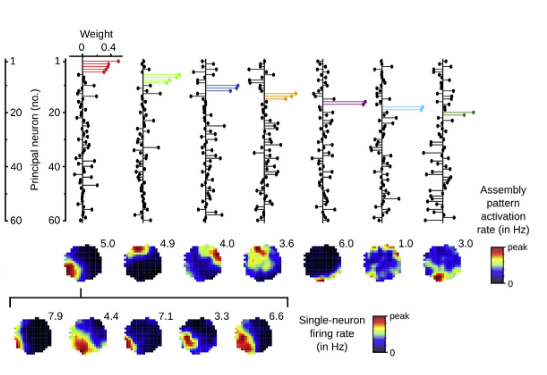 Weight
0 0.4
1 1
20 20
40 40
60 60
Principal neuron (no.)
Assembly
pattern
activation
rate (in Hz)
5.0 4.9 4.0 3.6 6.0 1.0 3.0
peak
0
7.9 4.4 7.1 3.3 6.6
Single-neuron
firing rate
(in Hz)
peak
0